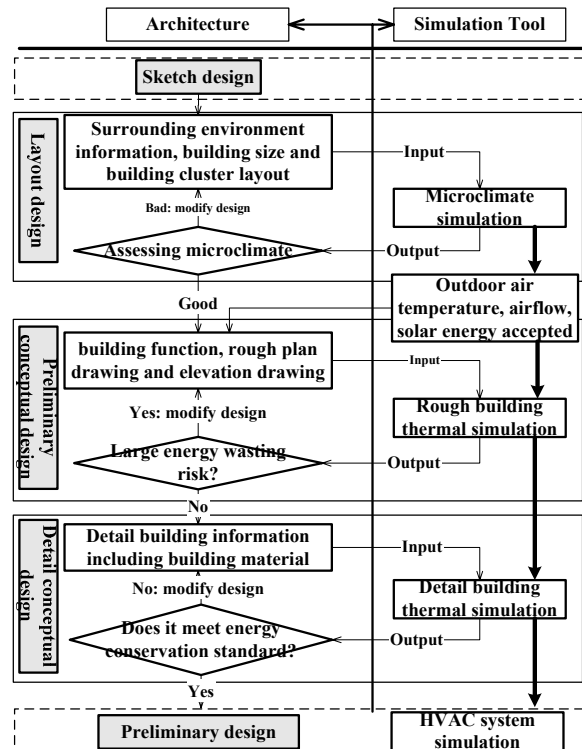 Architecture
Simulation Tool
Sketch design
Layout design
Surrounding environment
information, building size and
building cluster layout
Input
Bad: modify design
Microclimate
simulation
Assessing microclimate
Output
Outdoor air
temperature, airflow,
solar energy accepted
Good
Preliminary
conceptual design
building function, rough plan
drawing and elevation drawing
Input
Yes: modify design
Rough building
thermal simulation
Large energy wasting
risk?
Output
No
Detail conceptual
design
Detail building information
including building material
Input
No: modify design
Detail building
thermal simulation
Does it meet energy
conservation standard?
Output
Yes
Preliminary design
HVAC system
simulation